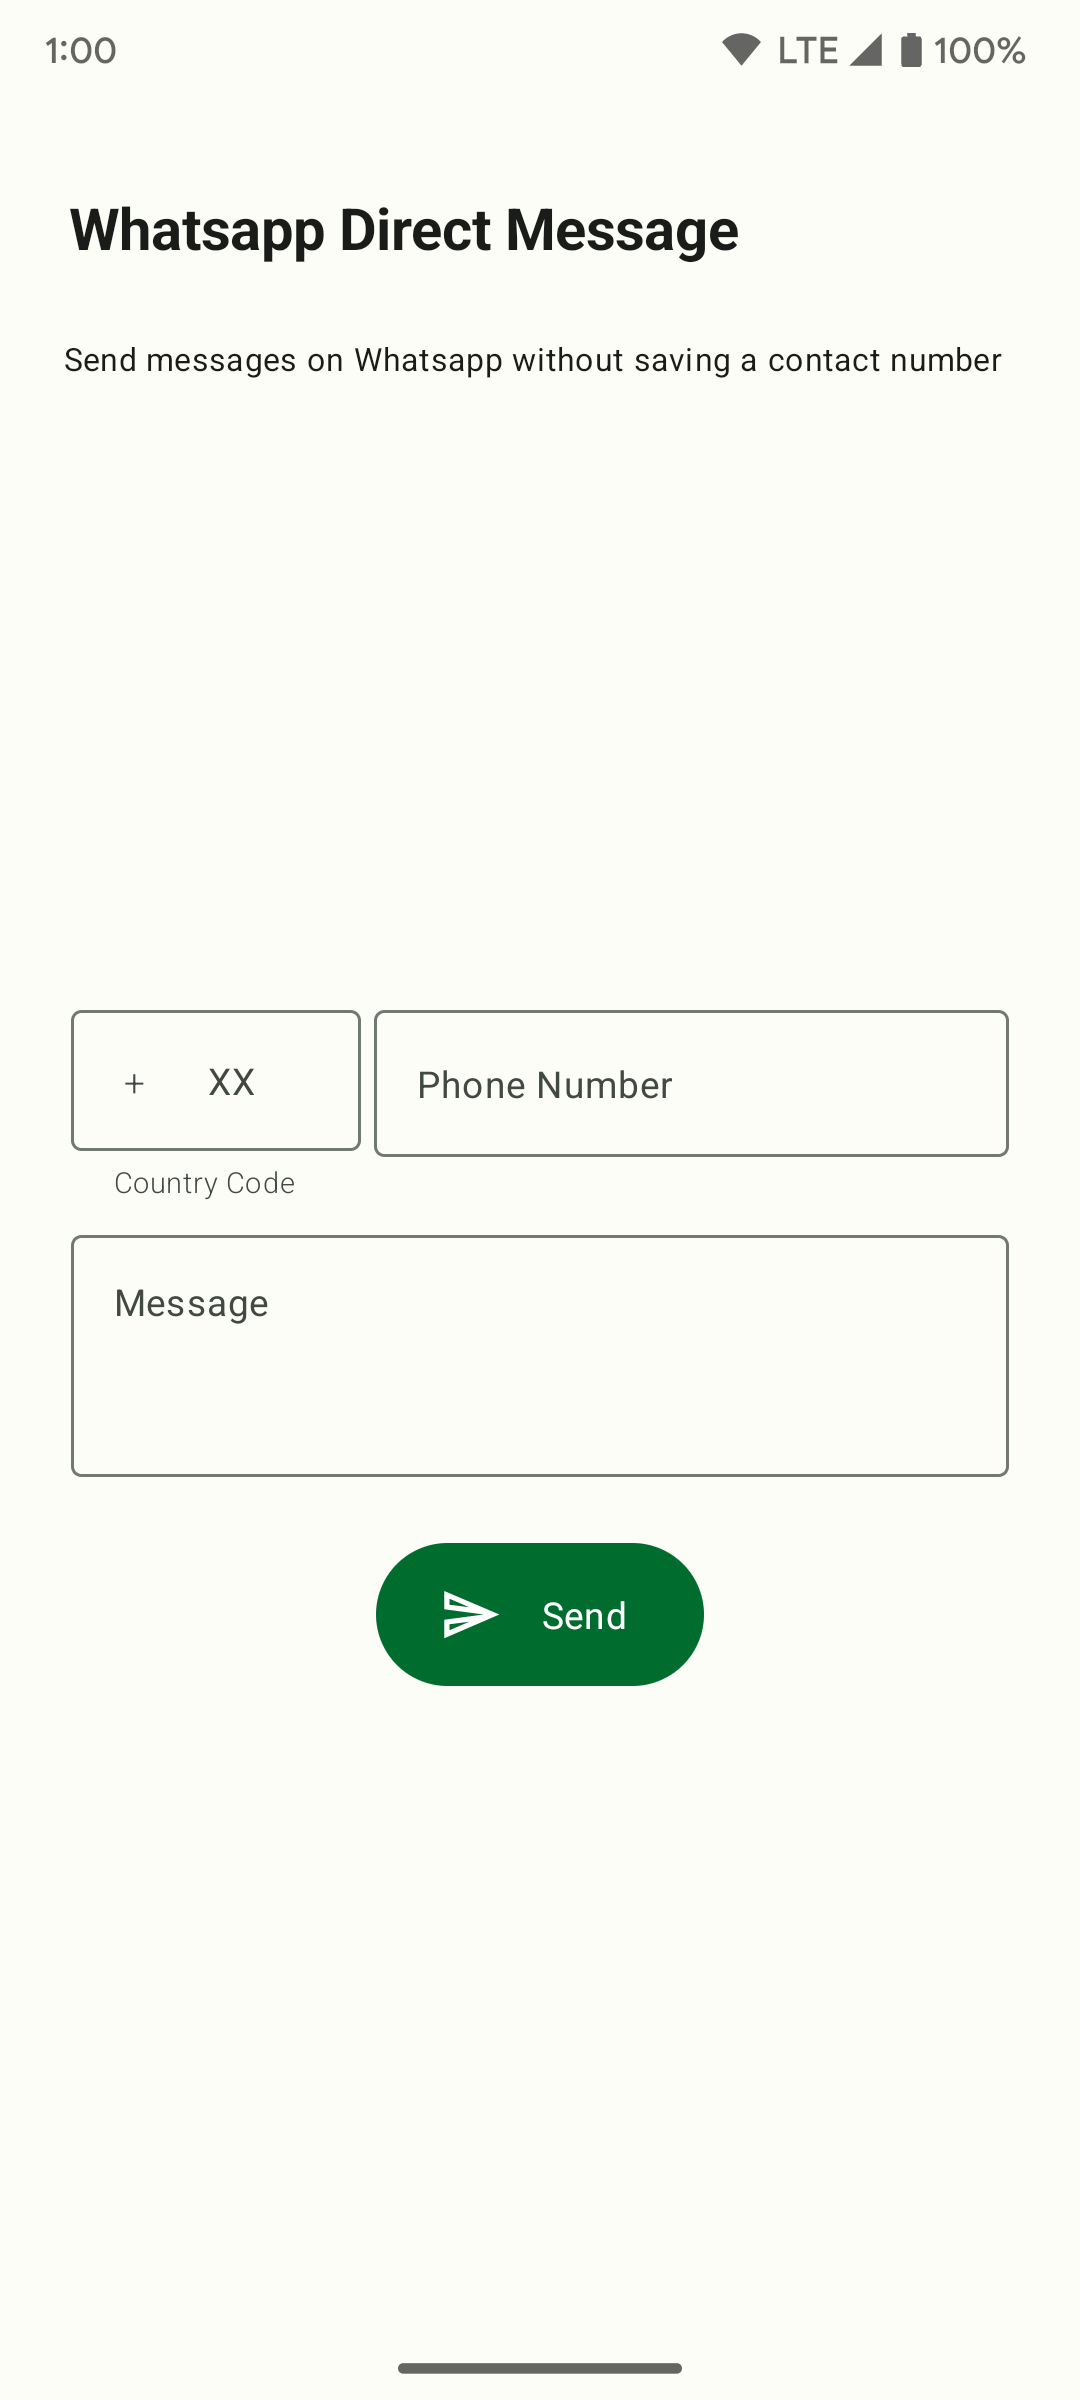 1:00 LTE 100%
Whatsapp Direct Message
Send messages on Whatsapp without saving a contact number
+ XX
Phone Number
Country Code
Message
Send